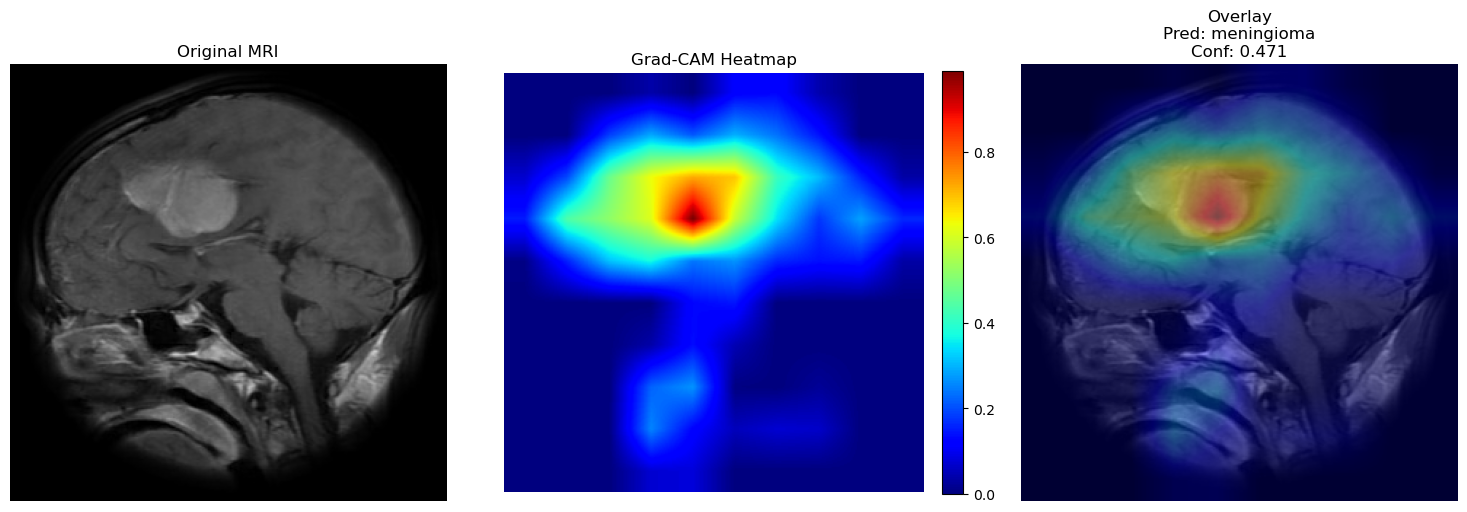 Original MRI
Grad-CAM Heatmap
0.8
0.6
0.4
0.2
0.0
Overlay
Pred: meningioma
Conf: 0.471